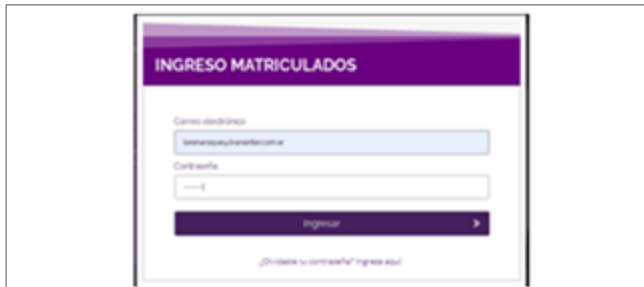 INGRESO MATRICULADOS
Correo electrónico
Contraseña
Ingresar
¿Olvidaste tu contraseña? Ingresa aquí